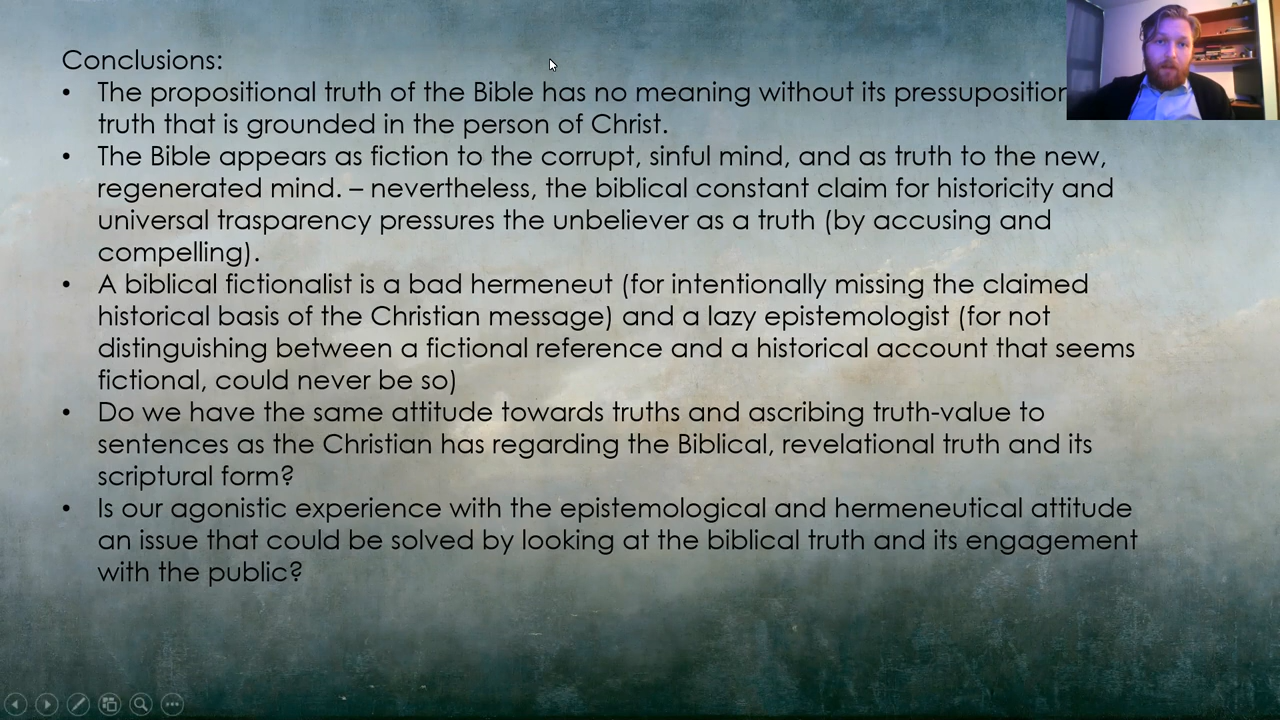 Conclusions:
• The propositional truth of the Bible has no meaning without its pressuposition
truth that is grounded in the person of Christ.
• The Bible appears as fiction to the corrupt, sinful mind, and as truth to the new,
regenerated mind. – nevertheless, the biblical constant claim for historicity and
universal trasparency pressures the unbeliever as a truth (by accusing and
compelling).
• A biblical fictionalist is a bad hermeneut (for intentionally missing the claimed
historical basis of the Christian message) and a lazy epistemologist (for not
distinguishing between a fictional reference and a historical account that seems
fictional, could never be so)
• Do we have the same attitude towards truths and ascribing truth-value to
sentences as the Christian has regarding the Biblical, revelational truth and its
scriptural form?
• Is our agonistic experience with the epistemological and hermeneutical attitude
an issue that could be solved by looking at the biblical truth and its engagement
with the public?